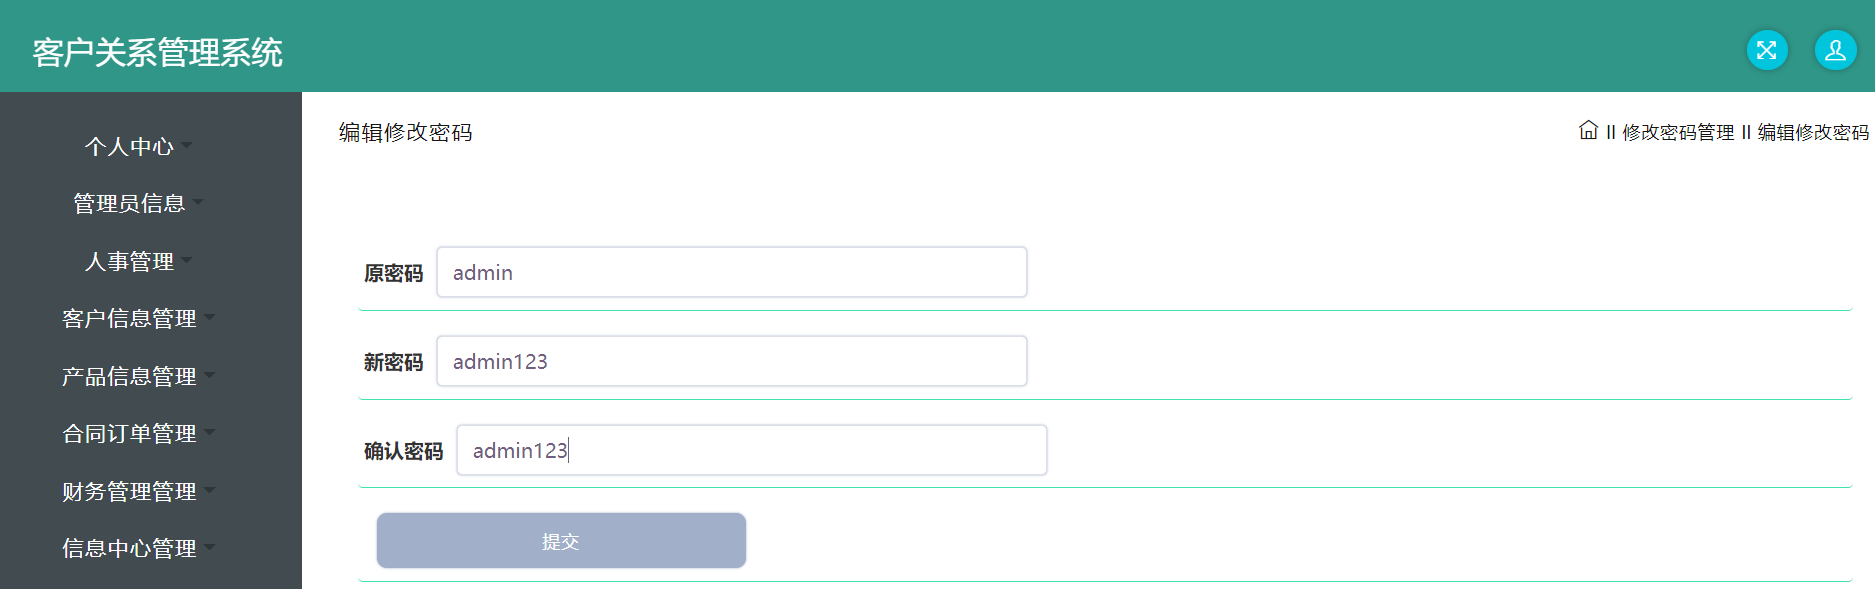 客户关系管理系统
个人中心
管理员信息
人事管理
客户信息管理
产品信息管理
合同订单管理
财务管理管理
信息中心管理
编辑修改密码
II 修改密码管理 II 编辑修改密码
原密码 admin
新密码 admin123
确认密码 admin123
提交